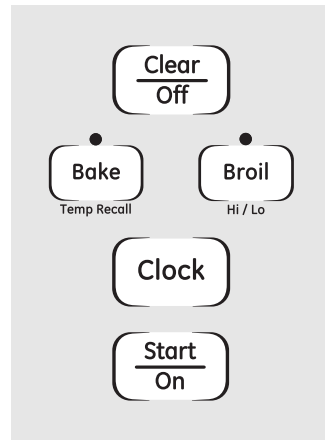 Clear
Off
Bake
Broil
Temp Recall
Hi / Lo
Clock
Start
On